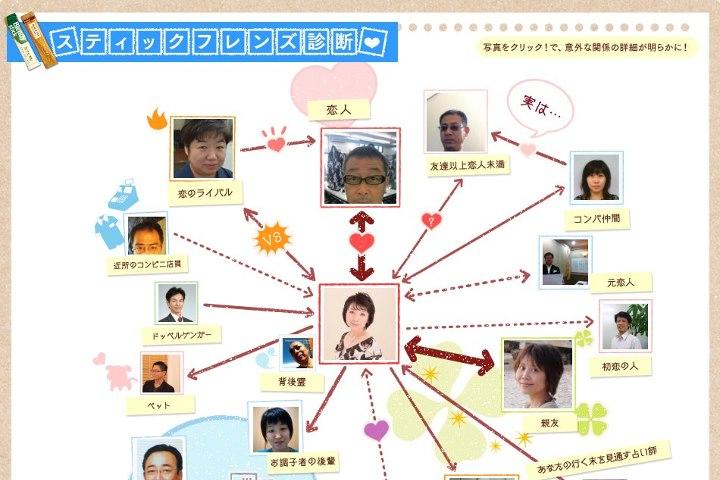 スティックフレンズ診断
写真をクリック！で、意外な関係の詳細が明らかに！
恋人
実は…
恋のライバル
友達以上恋人未満
コンパ仲間
VS
?
近所のコンビニ店員
元恋人
ドッペルゲンガー
初恋の人
背後霊
ペット
親友
お調子者の後輩
あなたの行く末を見通す占い師